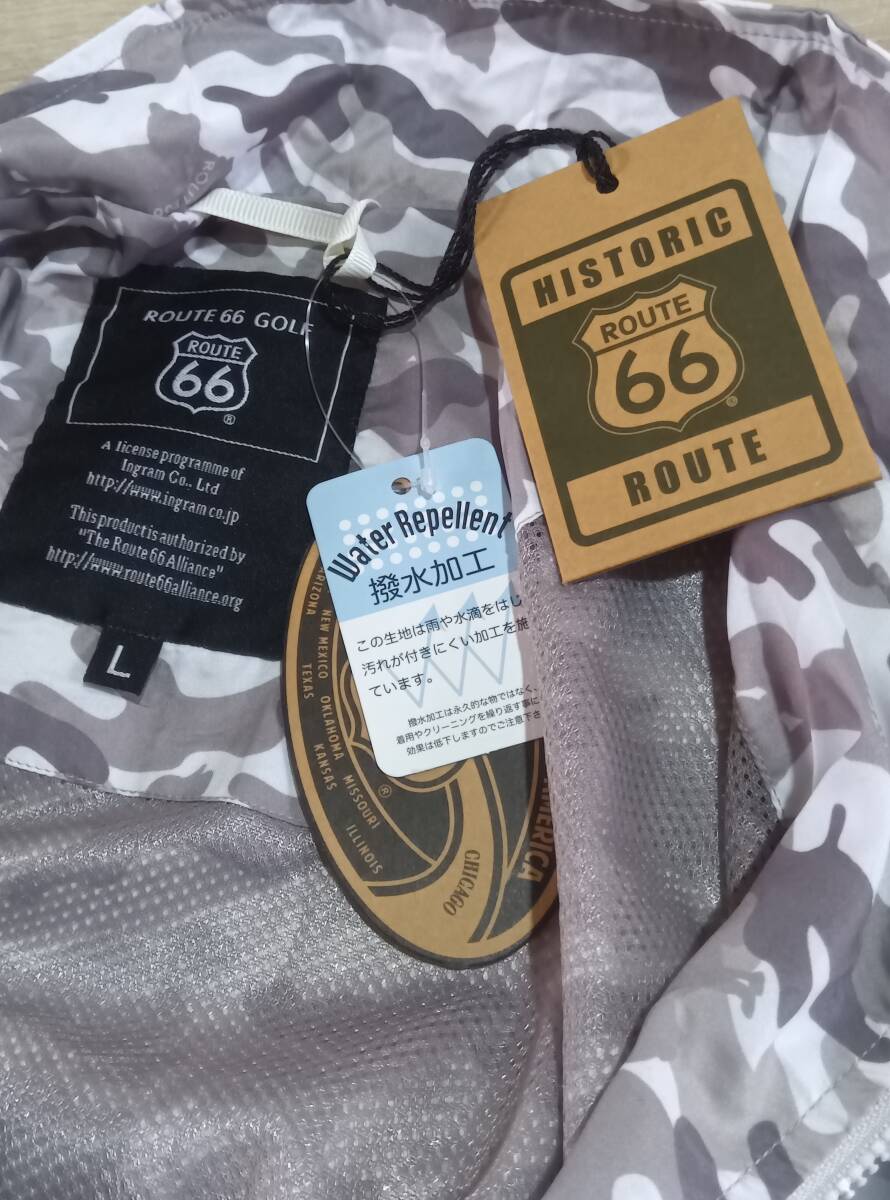 ROUTE 66 GOLF
ROUTE
66
®
A license programme of
Ingram Co., Ltd
http://www.ingram.co.jp
This product is authorized by
"The Route 66 Alliance"
http://www.route66alliance.org
L
HISTORIC
ROUTE
66
®
ROUTE
Water Repellent
撥水加工
この生地は雨や水滴をはじ
汚れが付きにくい加工を施
ています。
撥水加工は永久的な物ではなく、
着用やクリーニングを繰り返す事に
効果は低下しますのでご注意下さ
ARIZONA
NEW MEXICO
TEXAS
OKLAHOMA
KANSAS
MISSOURI
ILLINOIS
®
CHICAGO
AMERICA